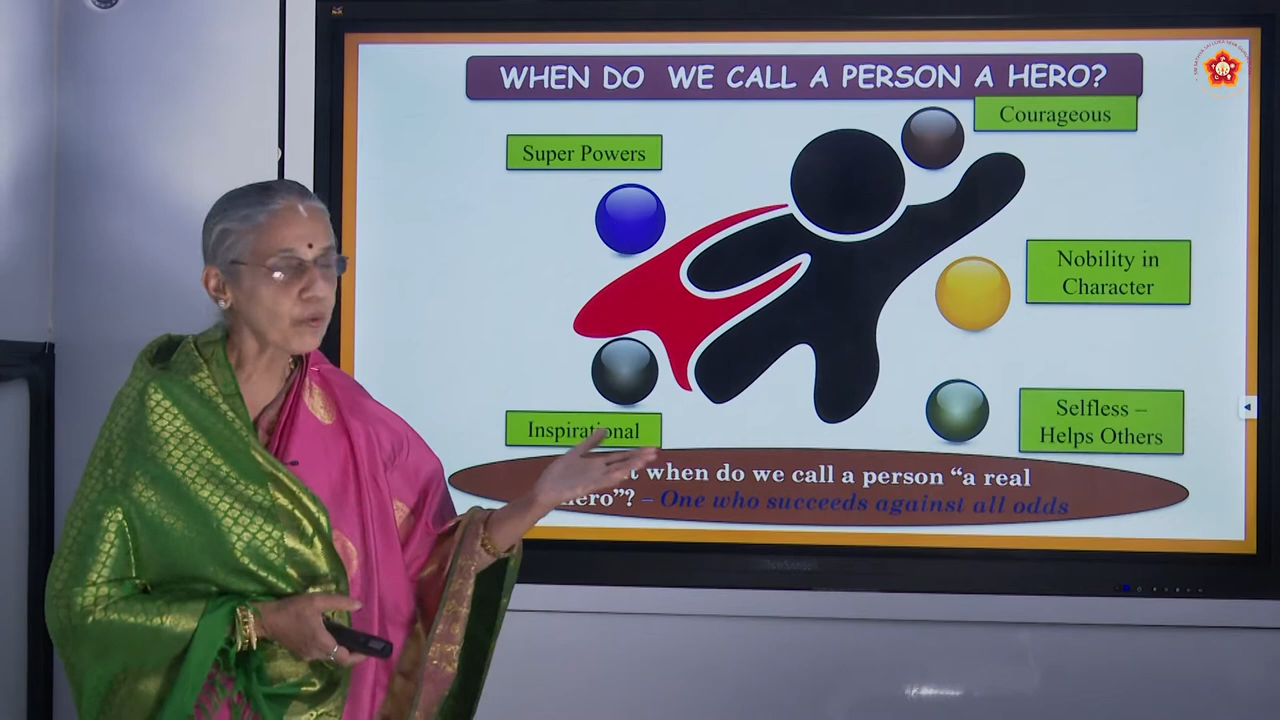 WHEN DO WE CALL A PERSON A HERO?
Courageous
Super Powers
Nobility in
Character
Selfless –
Helps Others
Inspirational
when do we call a person “a real
hero”? – One who succeeds against all odds